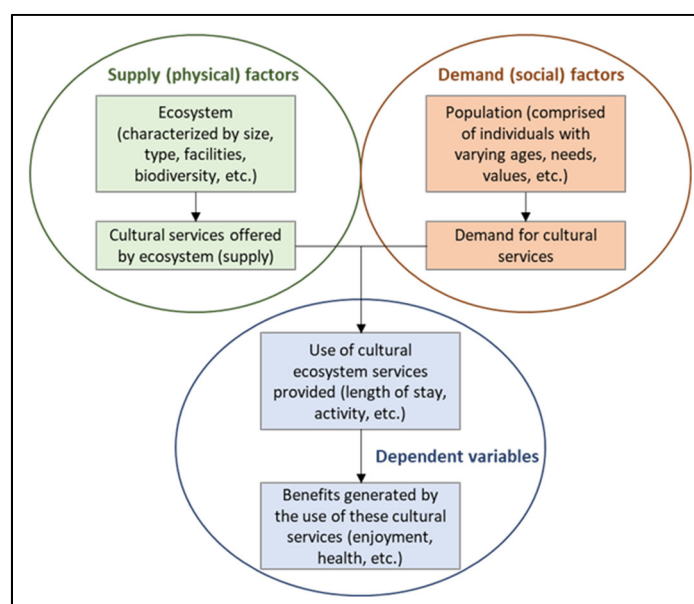 Supply (physical) factors
Ecosystem
(characterized by size,
type, facilities,
biodiversity, etc.)
Cultural services offered
by ecosystem (supply)
Demand (social) factors
Population (comprised
of individuals with
varying ages, needs,
values, etc.)
Demand for cultural
services
Use of cultural
ecosystem services
provided (length of stay,
activity, etc.)
Dependent variables
Benefits generated by
the use of these cultural
services (enjoyment,
health, etc.)